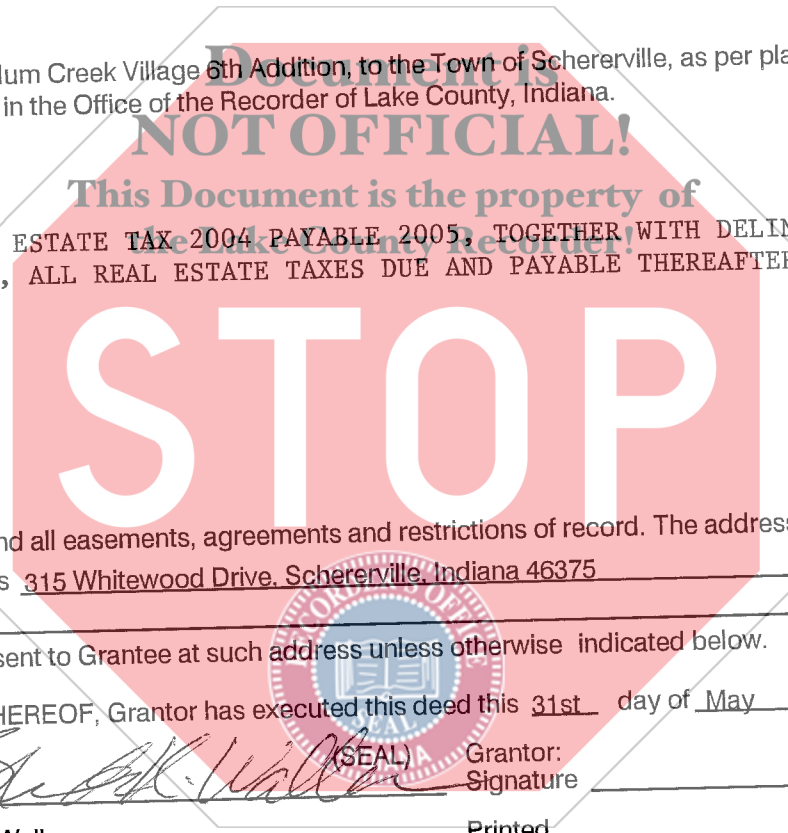 lum Creek Village 6th Addition, to the Town of Schererville, as per pla
Document is
in the Office of the Recorder of Lake County, Indiana.
NOT OFFICIAL!
This Document is the property of
ESTATE TAX 2004 PAYABLE 2005, TOGETHER WITH DELIN
the Lake County Recorder!
, ALL REAL ESTATE TAXES DUE AND PAYABLE THEREAFTER
STOP
nd all easements, agreements and restrictions of record. The address
s 315 Whitewood Drive, Schererville, Indiana 46375
sent to Grantee at such address unless otherwise indicated below.
RECORDER'S OFFICE
SEAL
HEREOF, Grantor has executed this deed this 31st day of May
(SEAL) Grantor:
Signature
Printed